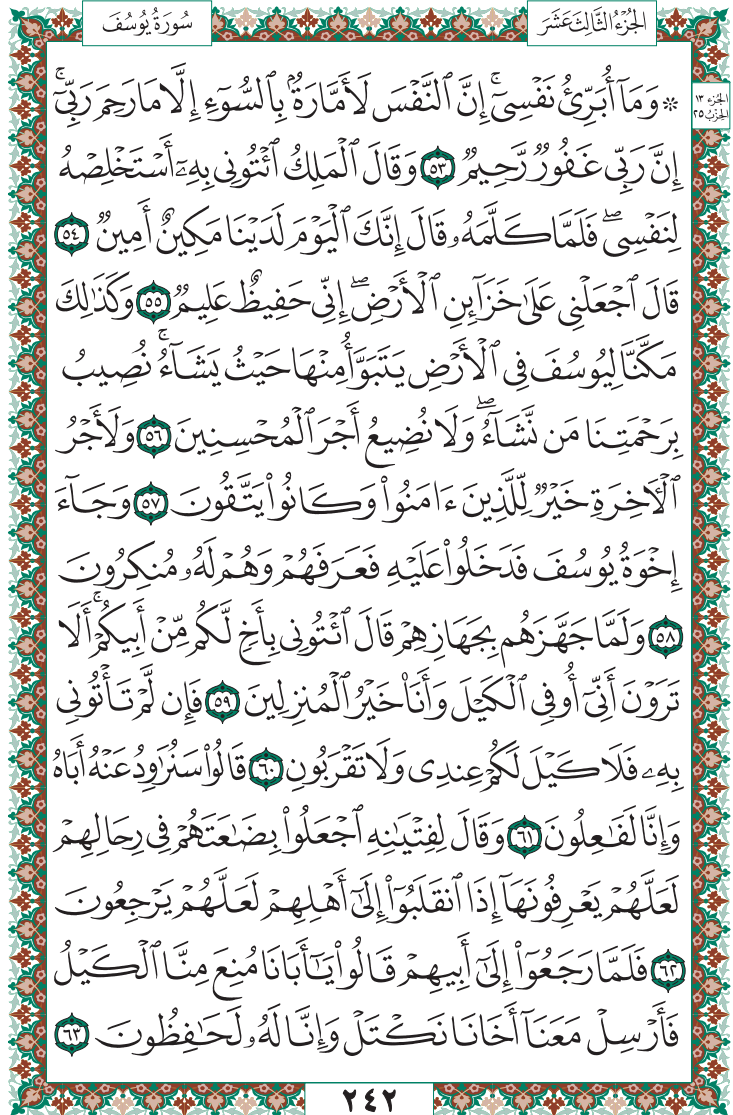 سُورَةُ يُوسُفَ
الجُزْءُ الثَّالِثَ عَشَرَ
الجزء ١٣
الحزب ٢٥
۞ وَمَآ أُبَرِّئُ نَفْسِيٓۚ إِنَّ ٱلنَّفْسَ لَأَمَّارَةُۢ بِٱلسُّوٓءِ إِلَّا مَا رَحِمَ رَبِّيٓۚ
إِنَّ رَبِّي غَفُورٌ رَّحِيمٌ ٥٣ وَقَالَ ٱلْمَلِكُ ٱئْتُونِي بِهِۦٓ أَسْتَخْلِصْهُ
لِنَفْسِيۖ فَلَمَّا كَلَّمَهُۥ قَالَ إِنَّكَ ٱلْيَوْمَ لَدَيْنَا مَكِينٌ أَمِينٌ ٥٤
قَالَ ٱجْعَلْنِي عَلَىٰ خَزَآئِنِ ٱلْأَرْضِۖ إِنِّي حَفِيظٌ عَلِيمٌ ٥٥ وَكَذَٰلِكَ
مَكَّنَّا لِيُوسُفَ فِي ٱلْأَرْضِ يَتَبَوَّأُ مِنْهَا حَيْثُ يَشَآءُۚ نُصِيبُ
بِرَحْمَتِنَا مَن نَّشَآءُۖ وَلَا نُضِيعُ أَجْرَ ٱلْمُحْسِنِينَ ٥٦ وَلَأَجْرُ
ٱلْأٓخِرَةِ خَيْرٌ لِّلَّذِينَ ءَامَنُوا۟ وَكَانُوا۟ يَتَّقُونَ ٥٧ وَجَآءَ
إِخْوَةُ يُوسُفَ فَدَخَلُوا۟ عَلَيْهِ فَعَرَفَهُمْ وَهُمْ لَهُۥ مُنكِرُونَ
٥٨ وَلَمَّا جَهَّزَهُم بِجَهَازِهِمْ قَالَ ٱئْتُونِي بِأَخٍ لَّكُم مِّنْ أَبِيكُمْۚ أَلَا
تَرَوْنَ أَنِّيٓ أُوفِي ٱلْكَيْلَ وَأَنَا۠ خَيْرُ ٱلْمُنزِلِينَ ٥٩ فَإِن لَّمْ تَأْتُونِي
بِهِۦ فَلَا كَيْلَ لَكُمْ عِندِي وَلَا تَقْرَبُونِ ٦٠ قَالُوا۟ سَنُرَٰوِدُ عَنْهُ أَبَاهُ
وَإِنَّا لَفَٰعِلُونَ ٦١ وَقَالَ لِفِتْيَٰنِهِ ٱجْعَلُوا۟ بِضَٰعَتَهُمْ فِي رِحَالِهِمْ
لَعَلَّهُمْ يَعْرِفُونَهَآ إِذَا ٱنقَلَبُوٓا۟ إِلَىٰٓ أَهْلِهِمْ لَعَلَّهُمْ يَرْجِعُونَ
٦٢ فَلَمَّا رَجَعُوٓا۟ إِلَىٰٓ أَبِيهِمْ قَالُوا۟ يَٰٓأَبَانَا مُنِعَ مِنَّا ٱلْكَيْلُ
فَأَرْسِلْ مَعَنَآ أَخَانَا نَكْتَلْ وَإِنَّا لَهُۥ لَحَٰفِظُونَ ٦٣
٢٤٢